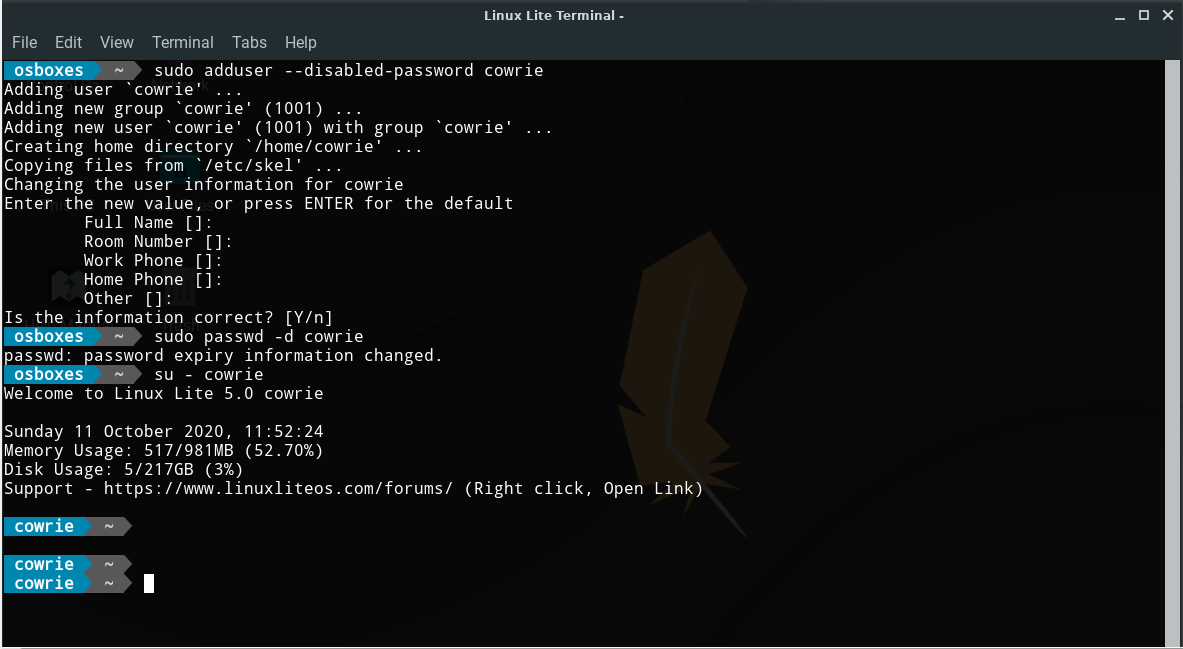 Linux Lite Terminal -
File Edit View Terminal Tabs Help
osboxes ~ sudo adduser --disabled-password cowrie
Adding user `cowrie' ...
Adding new group `cowrie' (1001) ...
Adding new user `cowrie' (1001) with group `cowrie' ...
Creating home directory `/home/cowrie' ...
Copying files from `/etc/skel' ...
Changing the user information for cowrie
Enter the new value, or press ENTER for the default
Full Name []:
Room Number []:
Work Phone []:
Home Phone []:
Other []:
Is the information correct? [Y/n]
osboxes ~ sudo passwd -d cowrie
passwd: password expiry information changed.
osboxes ~ su - cowrie
Welcome to Linux Lite 5.0 cowrie
Sunday 11 October 2020, 11:52:24
Memory Usage: 517/981MB (52.70%)
Disk Usage: 5/217GB (3%)
Support - https://www.linuxliteos.com/forums/ (Right click, Open Link)
cowrie ~
cowrie ~
cowrie ~